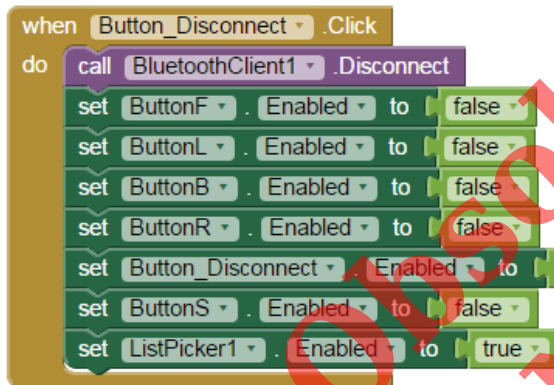 when Button_Disconnect .Click
do call BluetoothClient1 .Disconnect
set ButtonF . Enabled to false
set ButtonL . Enabled to false
set ButtonB . Enabled to false
set ButtonR . Enabled to false
set Button_Disconnect . Enabled to
set ButtonS . Enabled to false
set ListPicker1 . Enabled to true
Obsol